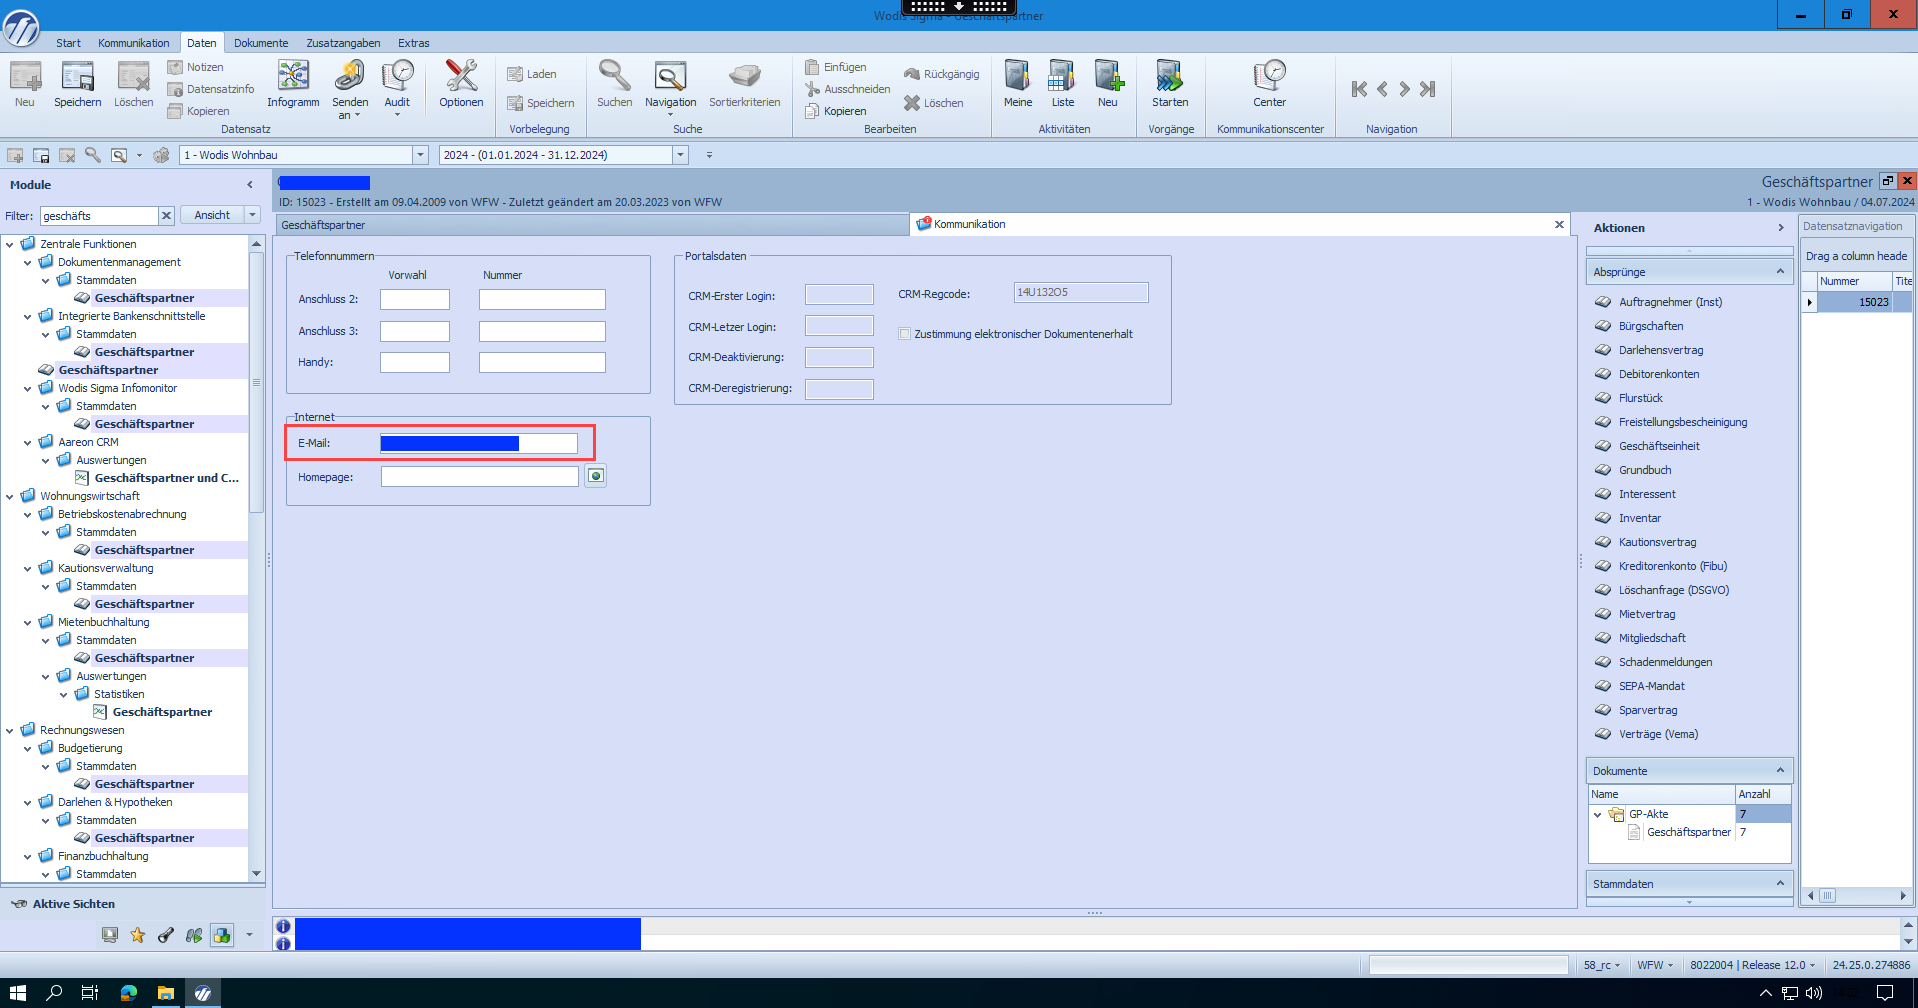 Wodis Sigma - Geschäftspartner
Start Kommunikation Daten Dokumente Zusatzangaben Extras
Neu
Speichern
Löschen
Notizen
Datensatzinfo
Kopieren
Infogramm
Senden an
Audit
Datensatz
Optionen
Laden
Speichern
Vorbelegung
Suchen
Navigation
Sortierkriterien
Suche
Einfügen
Ausschneiden
Kopieren
Rückgängig
Löschen
Bearbeiten
Meine
Liste
Neu
Aktivitäten
Starten
Vorgänge
Center
Kommunikationscenter
Navigation
1 - Wodis Wohnbau
2024 - (01.01.2024 - 31.12.2024)
Module
Filter: geschäfts
Ansicht
Zentrale Funktionen
Dokumentenmanagement
Stammdaten
Geschäftspartner
Integrierte Bankenschnittstelle
Stammdaten
Geschäftspartner
Geschäftspartner
Wodis Sigma Infomonitor
Stammdaten
Geschäftspartner
Aareon CRM
Auswertungen
Geschäftspartner und C...
Wohnungswirtschaft
Betriebskostenabrechnung
Stammdaten
Geschäftspartner
Kautionsverwaltung
Stammdaten
Geschäftspartner
Mietenbuchhaltung
Stammdaten
Geschäftspartner
Auswertungen
Statistiken
Geschäftspartner
Rechnungswesen
Budgetierung
Stammdaten
Geschäftspartner
Darlehen & Hypotheken
Stammdaten
Geschäftspartner
Finanzbuchhaltung
Stammdaten
Aktive Sichten
ID: 15023 - Erstellt am 09.04.2009 von WFW - Zuletzt geändert am 20.03.2023 von WFW
Geschäftspartner
1 - Wodis Wohnbau / 04.07.2024
Geschäftspartner
Kommunikation
Telefonnummern
Vorwahl Nummer
Anschluss 2:
Anschluss 3:
Handy:
Internet
E-Mail:
Homepage:
Portalsdaten
CRM-Erster Login:
CRM-Letzer Login:
CRM-Deaktivierung:
CRM-Deregistrierung:
CRM-Regcode: 14U132O5
Zustimmung elektronischer Dokumentenerhalt
Aktionen
Absprünge
Auftragnehmer (Inst)
Bürgschaften
Darlehensvertrag
Debitorenkonten
Flurstück
Freistellungsbescheinigung
Geschäftseinheit
Grundbuch
Interessent
Inventar
Kautionsvertrag
Kreditorenkonto (Fibu)
Löschanfrage (DSGVO)
Mietvertrag
Mitgliedschaft
Schadenmeldungen
SEPA-Mandat
Sparvertrag
Verträge (Vema)
Dokumente
Name Anzahl
GP-Akte 7
Geschäftspartner 7
Stammdaten
Datensatznavigation
Drag a column heade
Nummer Tite
15023
58_rc WFW 8022004 | Release 12.0 24.25.0.274886